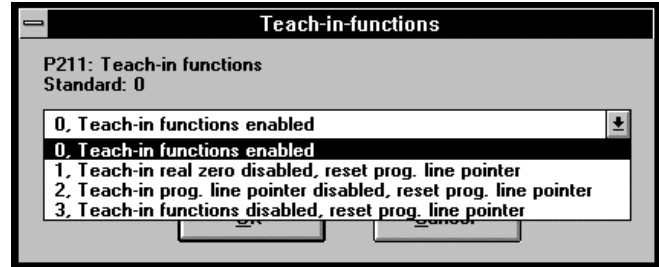 Teach-in-functions
P211: Teach-in functions
Standard: 0
0, Teach-in functions enabled
0, Teach-in functions enabled
1, Teach-in real zero disabled, reset prog. line pointer
2, Teach-in prog. line pointer disabled, reset prog. line pointer
3, Teach-in functions disabled, reset prog. line pointer